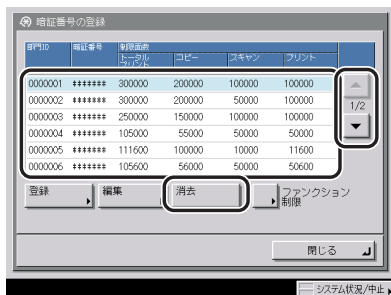 暗証番号の登録
部門ID 暗証番号 制限面数
トータルプリント コピー スキャン プリント
0000001 ******* 300000 200000 100000 100000
0000002 ******* 300000 200000 50000 100000
0000003 ******* 250000 150000 100000 100000
0000004 ******* 105000 55000 50000 50000
0000005 ******* 111600 100000 10000 11600
0000006 ******* 105600 56000 50000 50600
1/2
登録 編集 消去 ファンクション
制限
閉じる
システム状況/中止